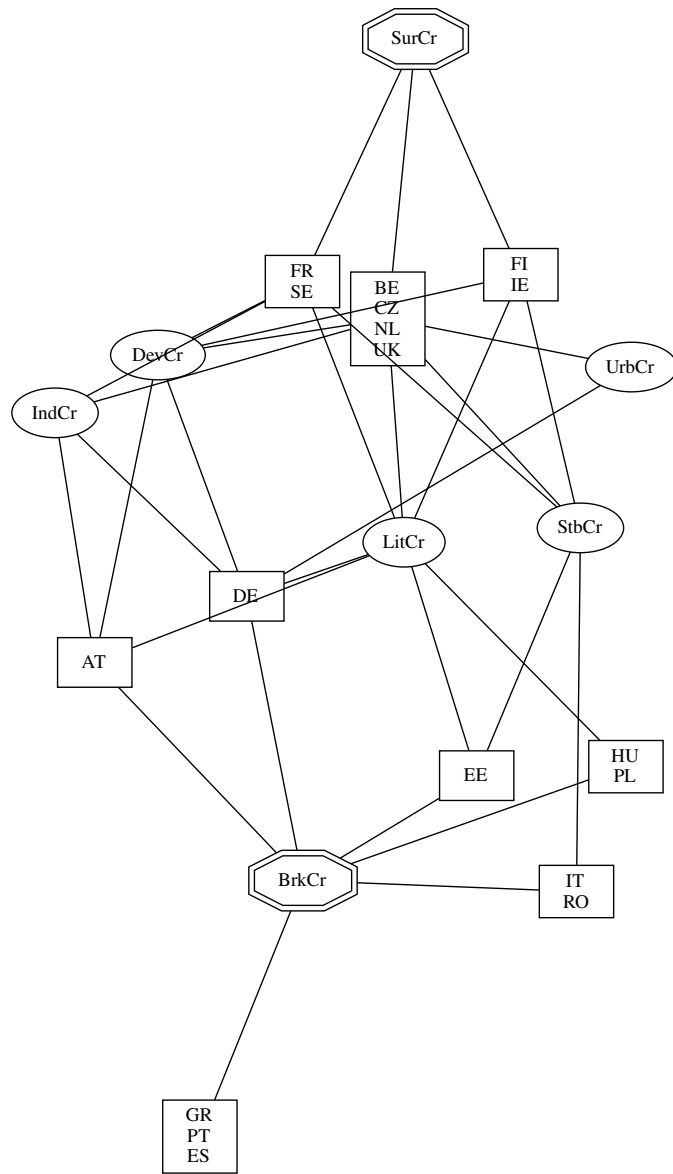 SurCr
FR
SE
BE
CZ
NL
UK
FI
IE
DevCr
UrbCr
IndCr
LitCr
StbCr
DE
AT
EE
HU
PL
BrkCr
IT
RO
GR
PT
ES